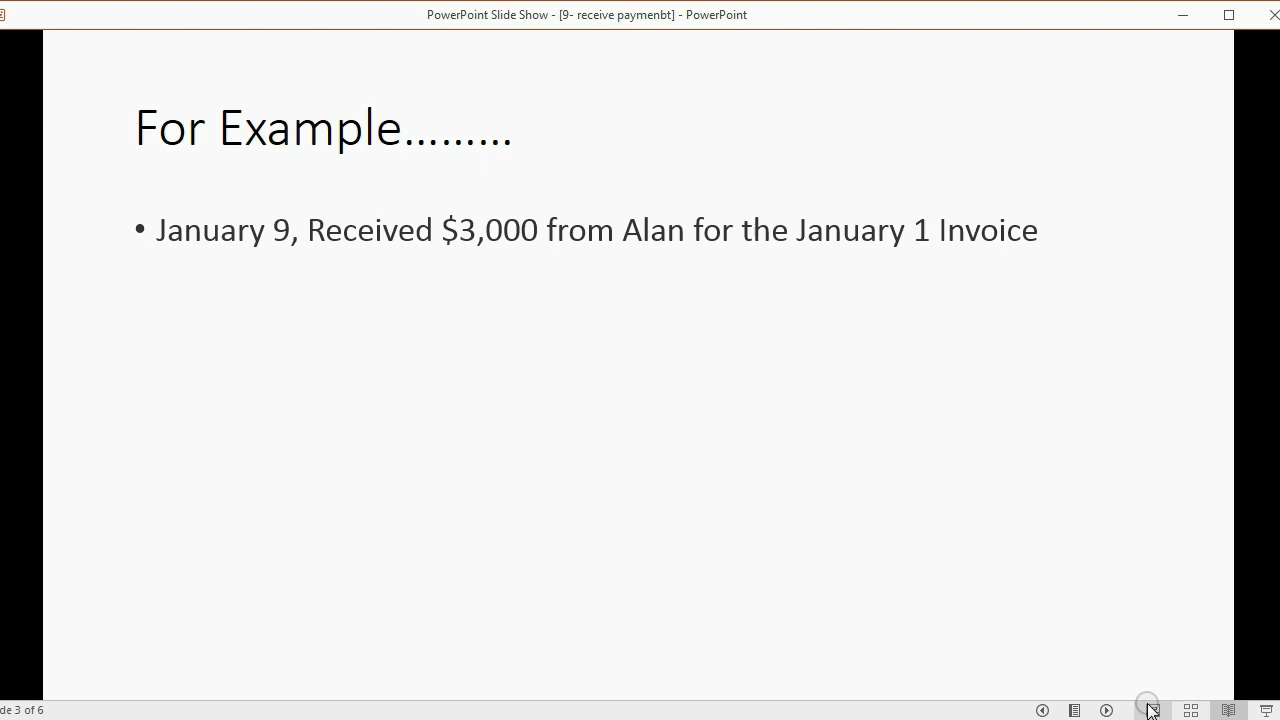 PowerPoint Slide Show - [9- receive paymenbt] - PowerPoint
For Example.........
• January 9, Received $3,000 from Alan for the January 1 Invoice
de 3 of 6